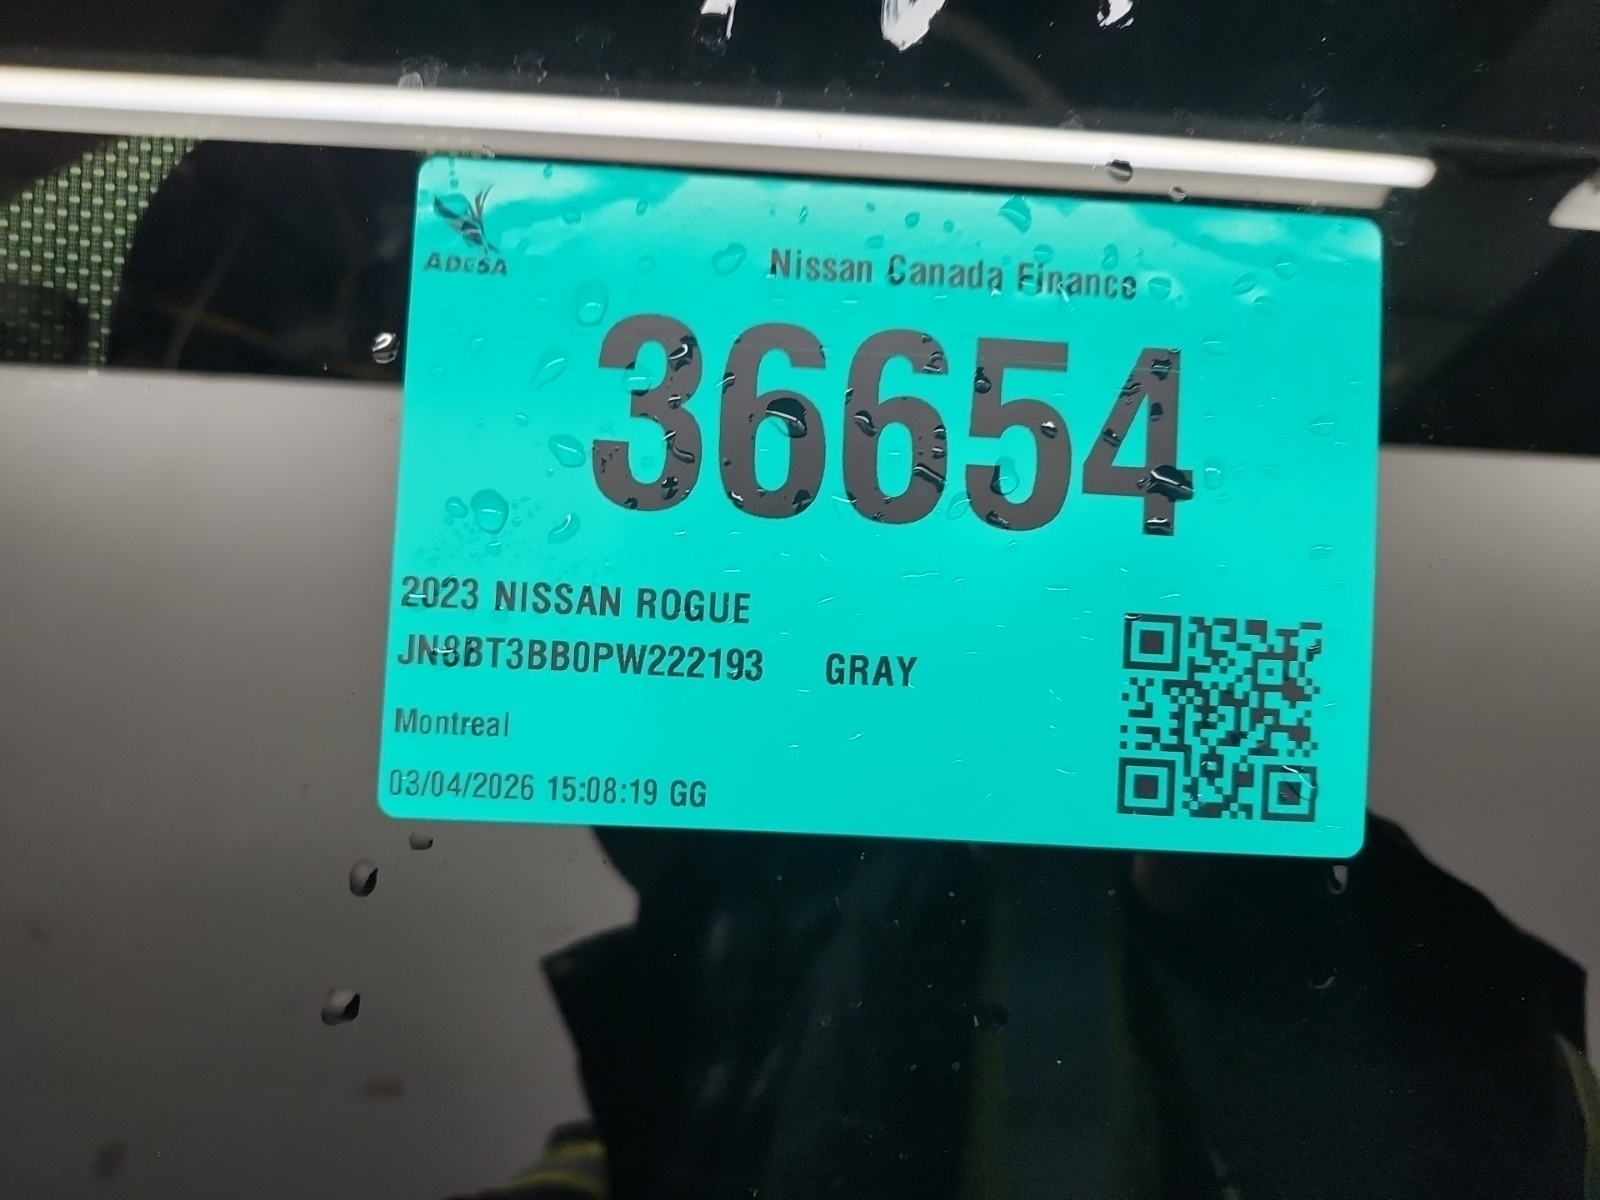 ADESA
Nissan Canada Finance
36654
2023 NISSAN ROGUE
JN8BT3BB0PW222193 GRAY
Montreal
03/04/2026 15:08:19 GG